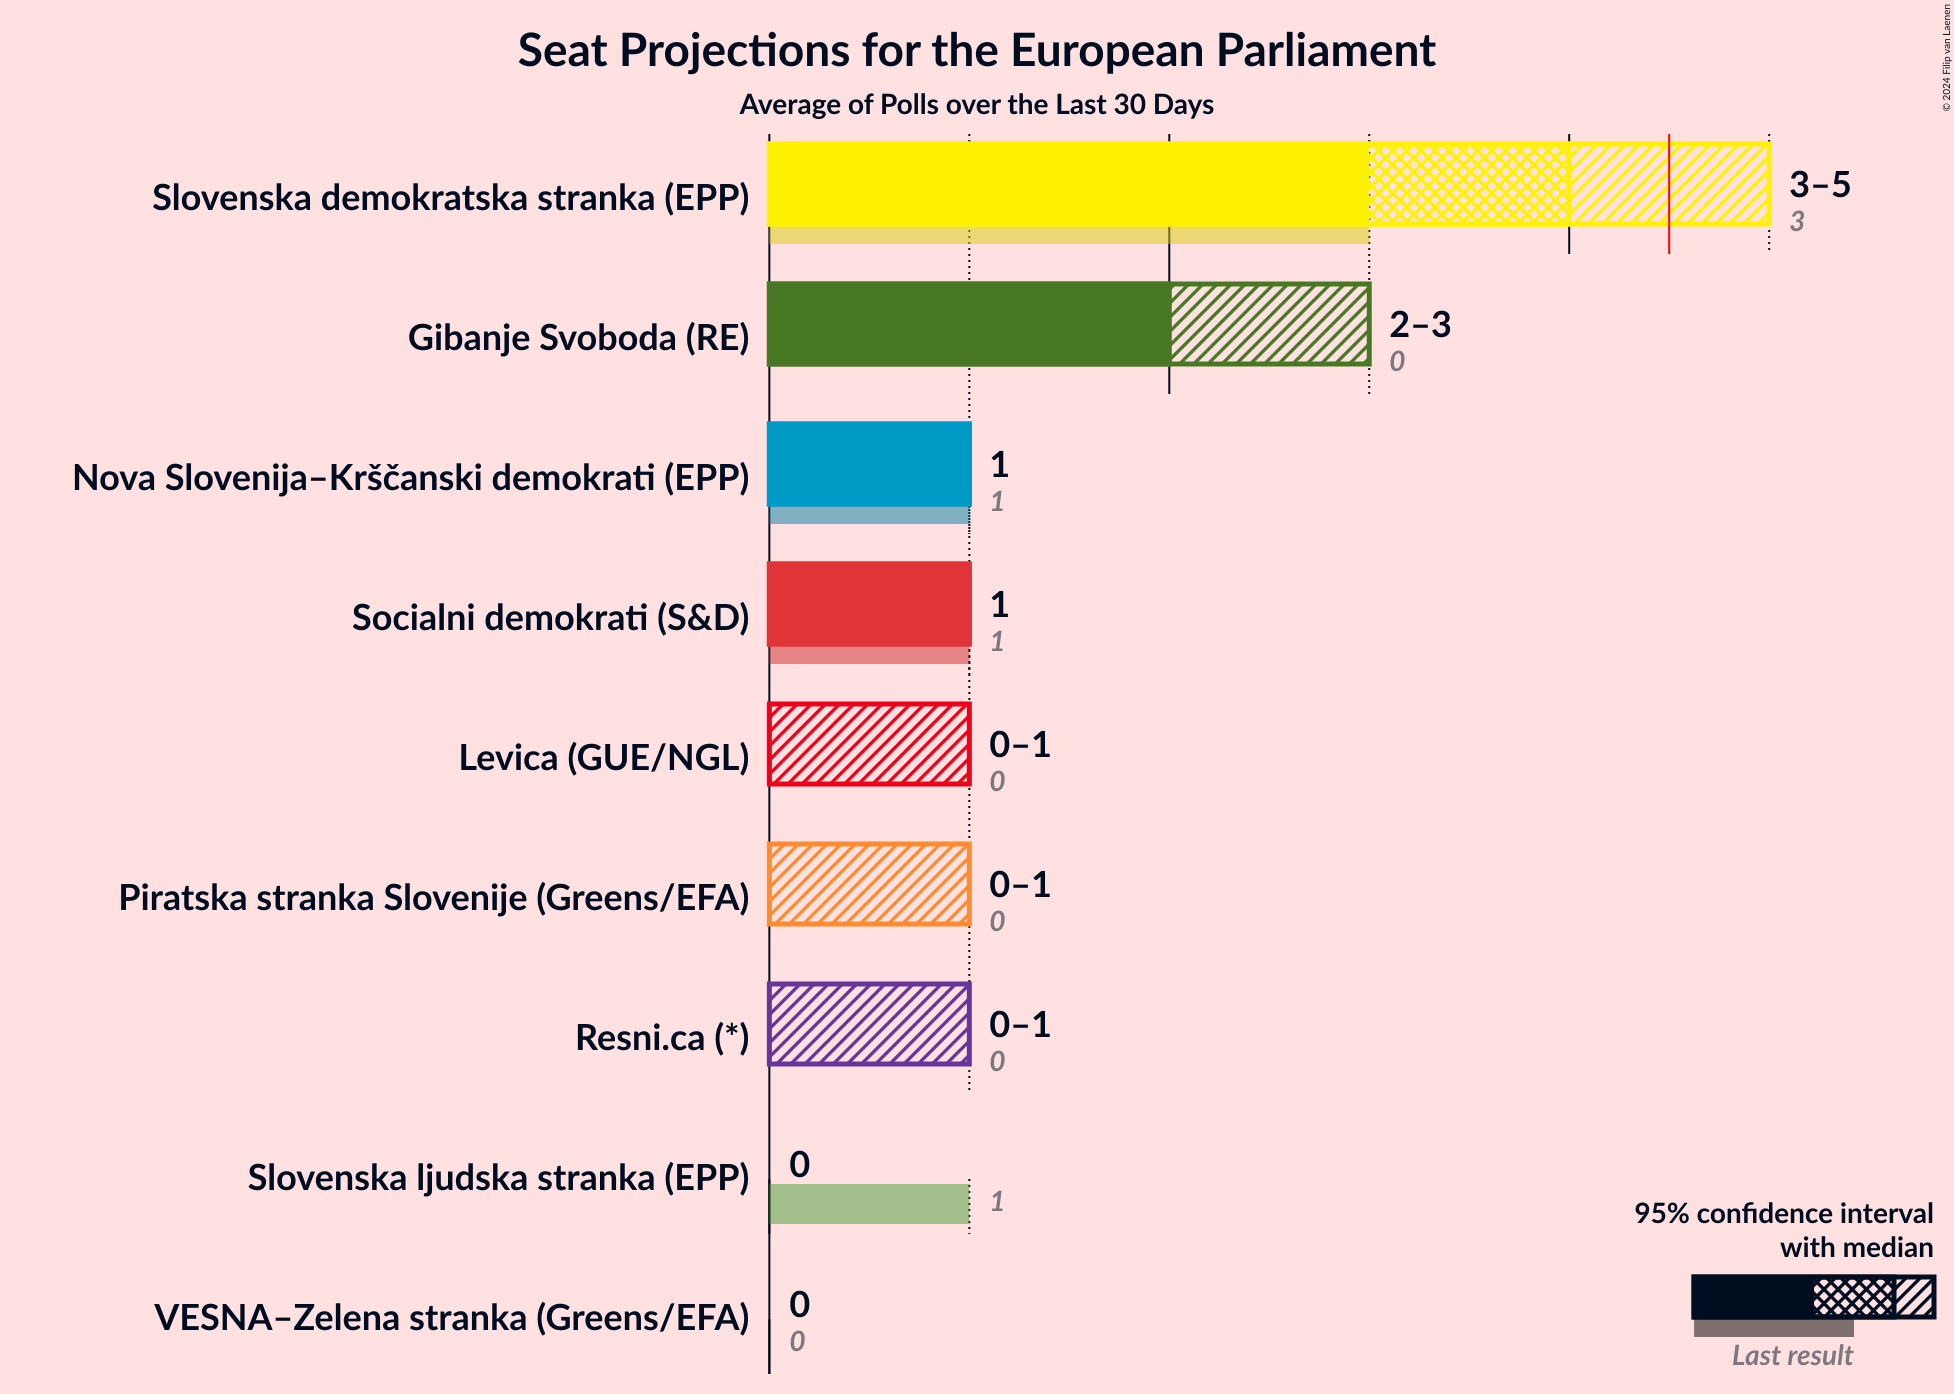 Seat Projections for the European Parliament
Average of Polls over the Last 30 Days
© 2024 Filip van Laenen
Slovenska demokratska stranka (EPP)
3–5
3
Gibanje Svoboda (RE)
2–3
0
Nova Slovenija–Krščanski demokrati (EPP)
1
1
Socialni demokrati (S&D)
1
1
Levica (GUE/NGL)
0–1
0
Piratska stranka Slovenije (Greens/EFA)
0–1
0
Resni.ca (*)
0–1
0
Slovenska ljudska stranka (EPP)
0
1
VESNA–Zelena stranka (Greens/EFA)
0
0
95% confidence interval
with median
Last result